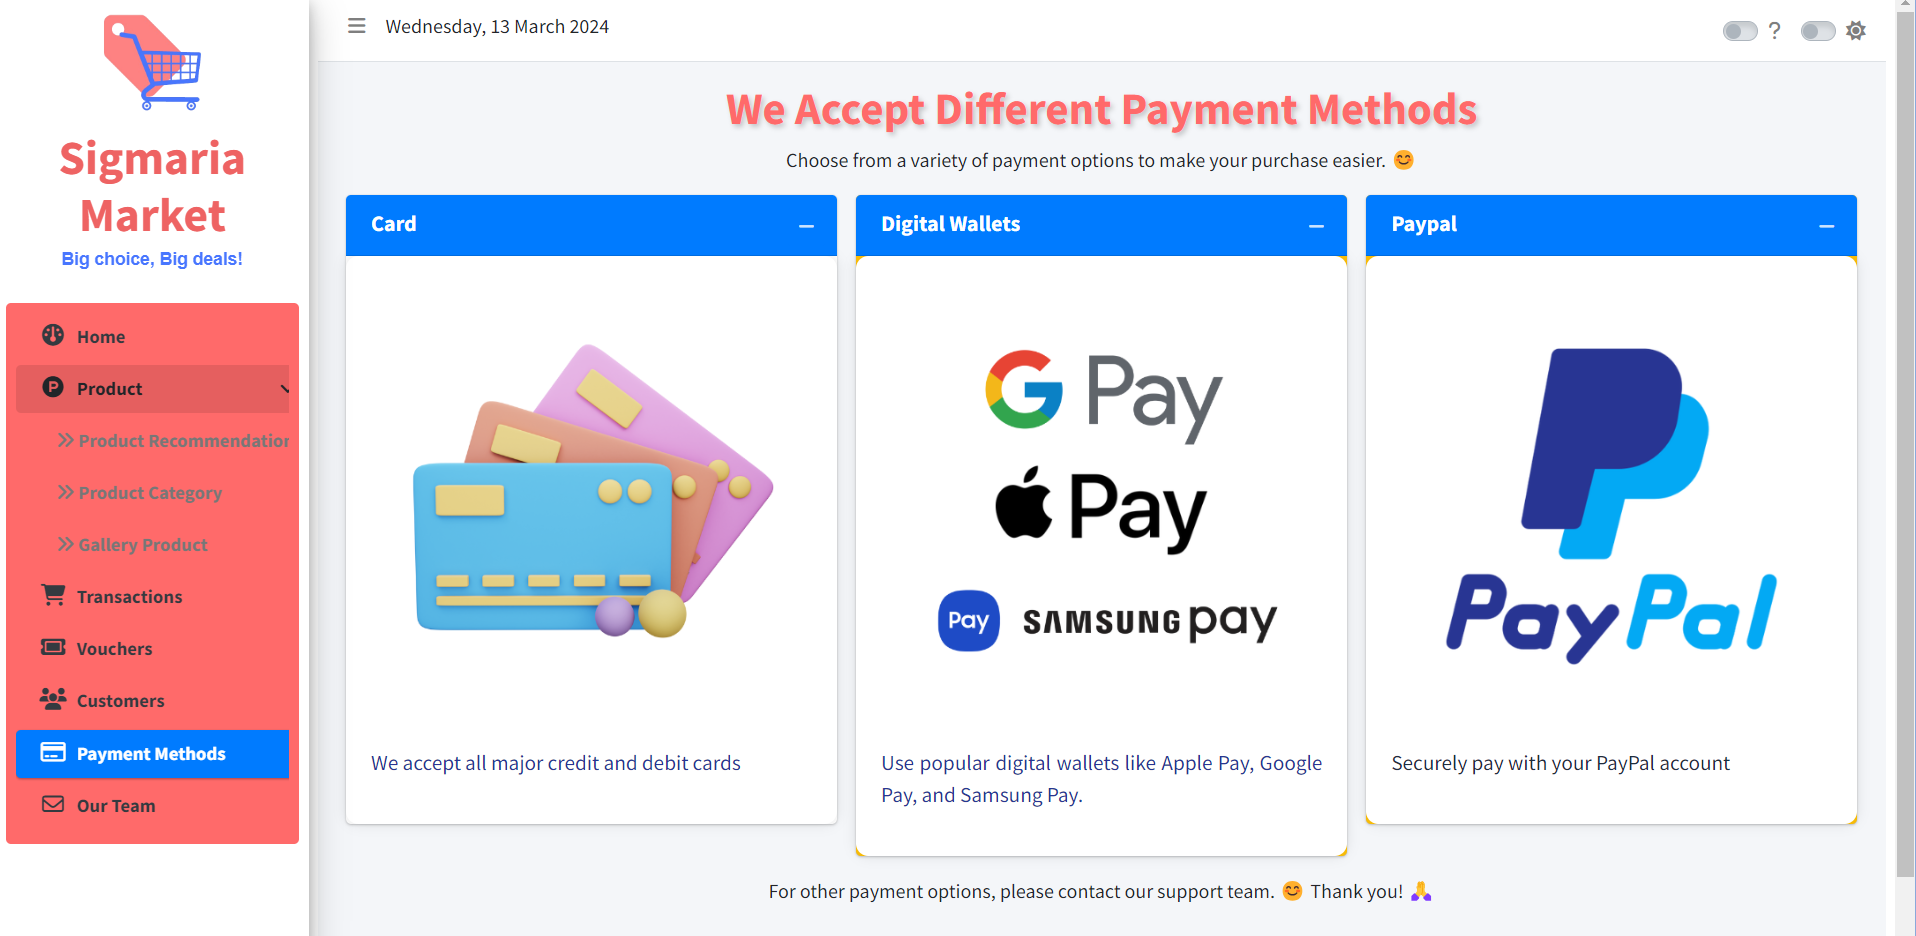 Sigmaria
Market
Big choice, Big deals!
Home
Product
Product Recommendation
Product Category
Gallery Product
Transactions
Vouchers
Customers
Payment Methods
Our Team
Wednesday, 13 March 2024
?
We Accept Different Payment Methods
Choose from a variety of payment options to make your purchase easier. 😊
Card
We accept all major credit and debit cards
Digital Wallets
G Pay
Pay
Pay SAMSUNG pay
Use popular digital wallets like Apple Pay, Google
Pay, and Samsung Pay.
Paypal
PayPal
Securely pay with your PayPal account
For other payment options, please contact our support team. 😊 Thank you! 🙏